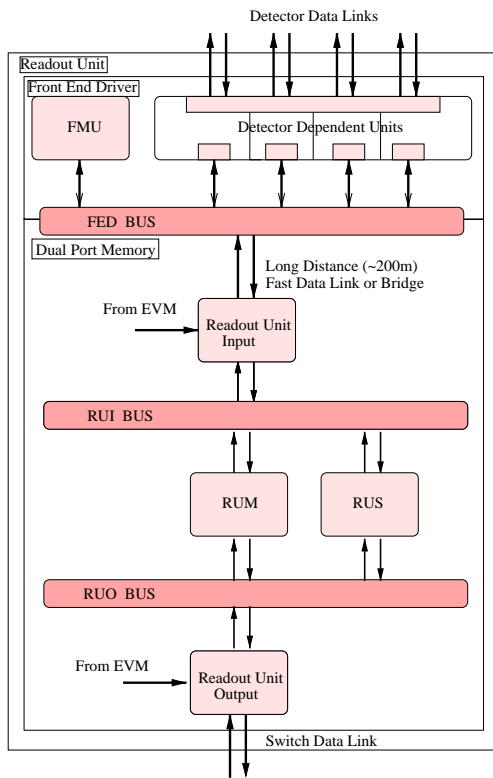 Detector Data Links
Readout Unit
Front End Driver
FMU
Detector Dependent Units
FED BUS
Dual Port Memory
Long Distance (~200m)
Fast Data Link or Bridge
From EVM
Readout Unit
Input
RUI BUS
RUM
RUS
RUO BUS
From EVM
Readout Unit
Output
Switch Data Link